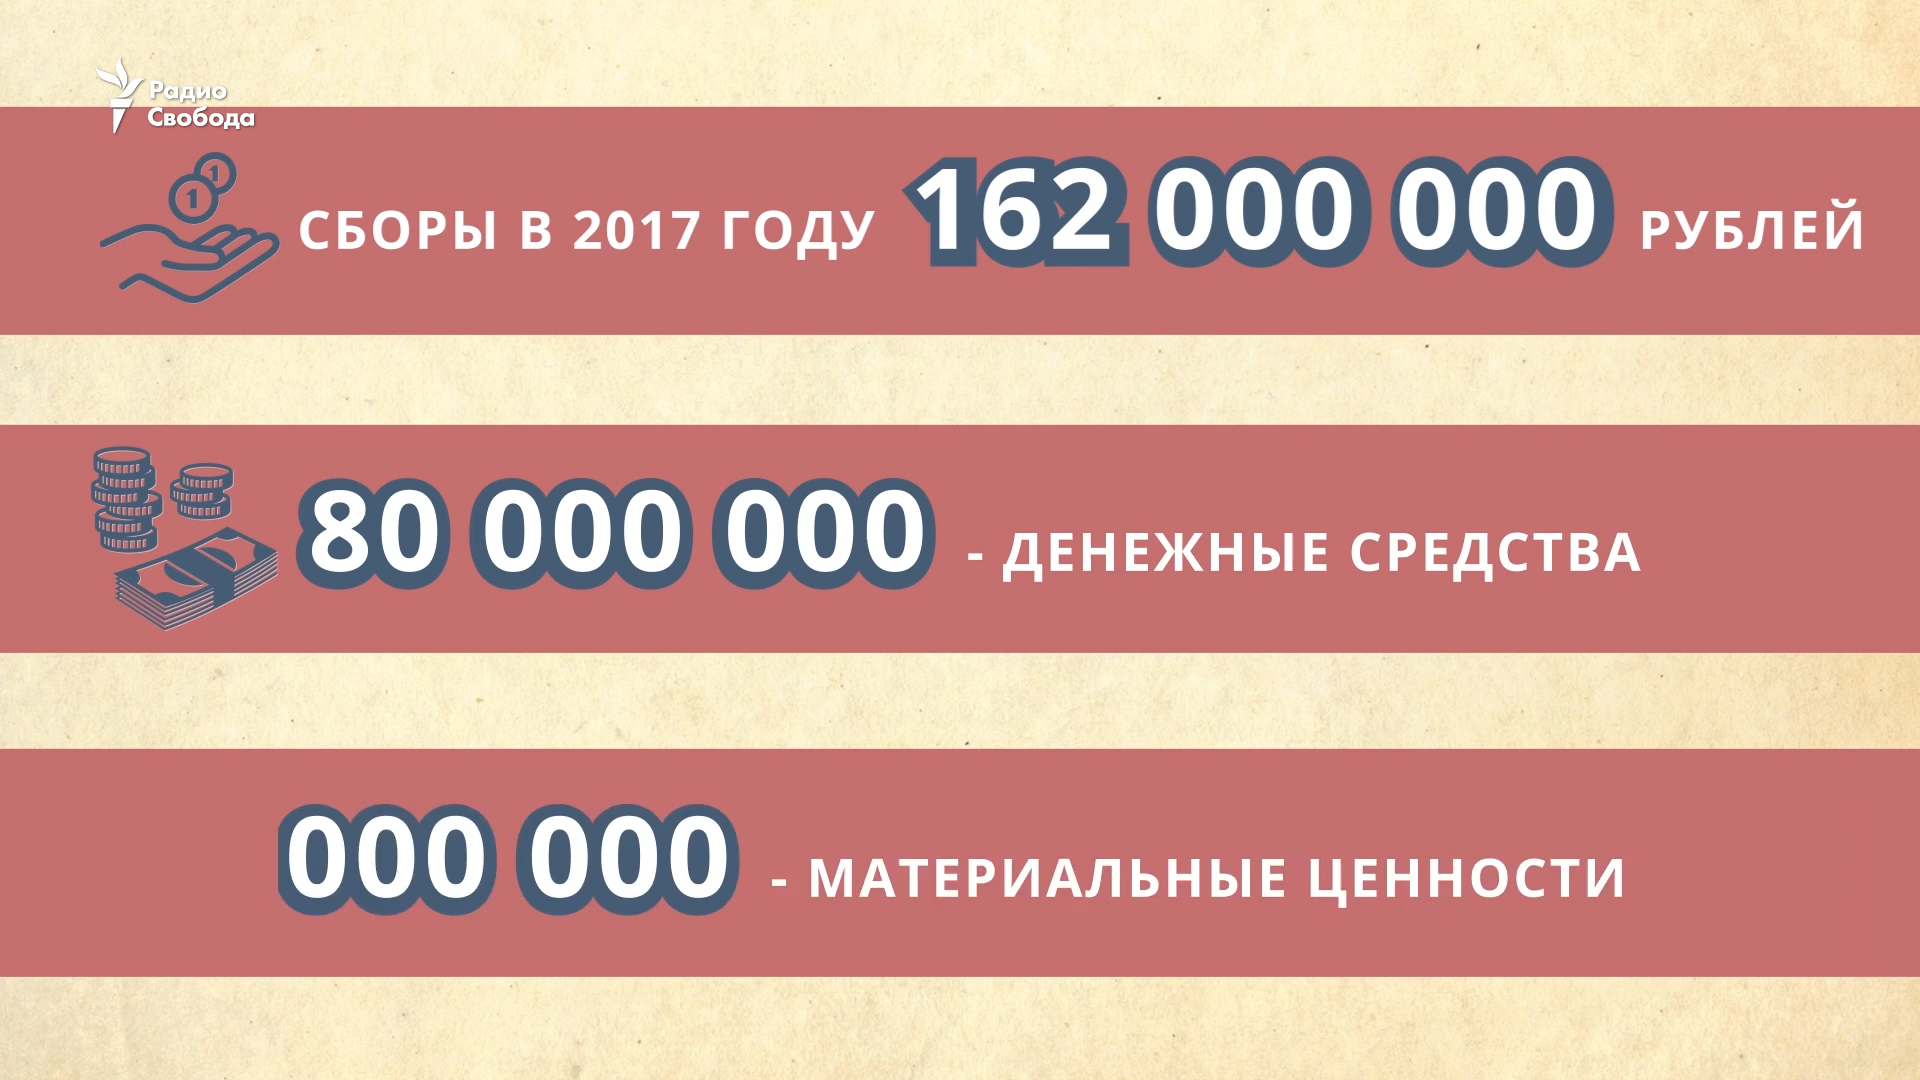 Радио
Свобода
СБОРЫ В 2017 ГОДУ 162 000 000 РУБЛЕЙ
80 000 000 - ДЕНЕЖНЫЕ СРЕДСТВА
000 000 - МАТЕРИАЛЬНЫЕ ЦЕННОСТИ